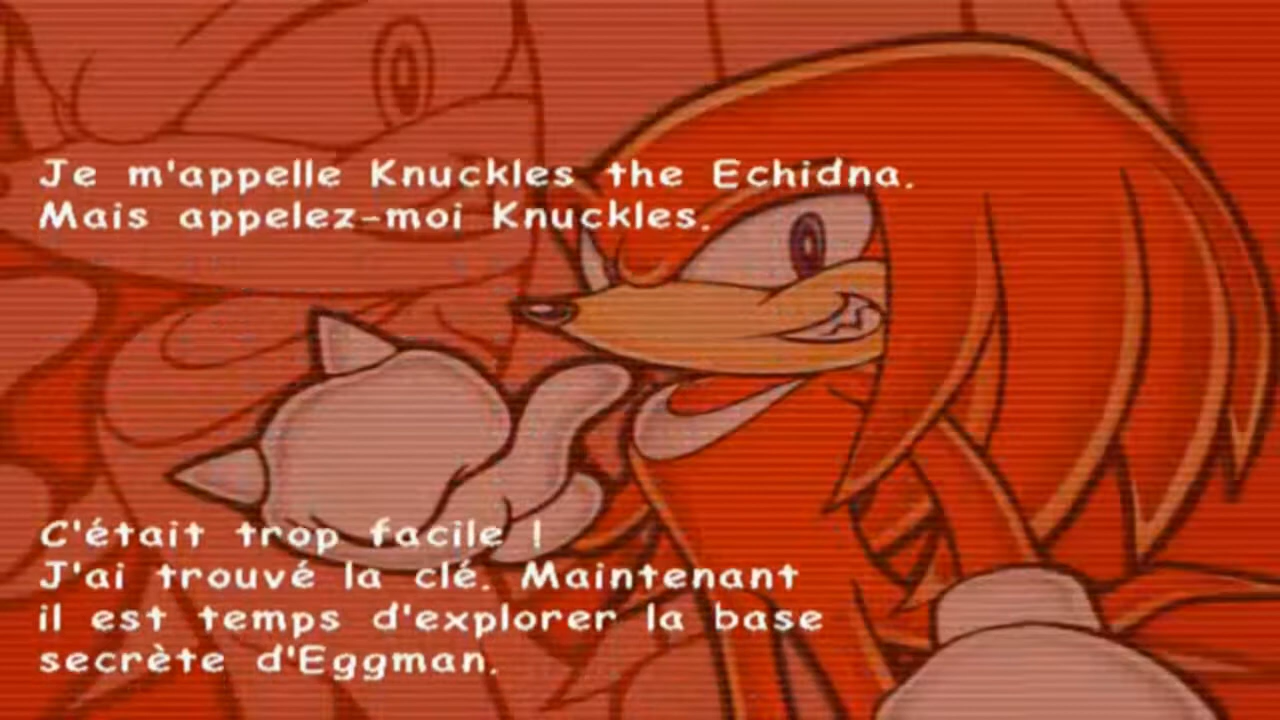 Je m'appelle Knuckles the Echidna.
Mais appelez-moi Knuckles.
C'était trop facile !
J'ai trouvé la clé. Maintenant
il est temps d'explorer la base
secrète d'Eggman.